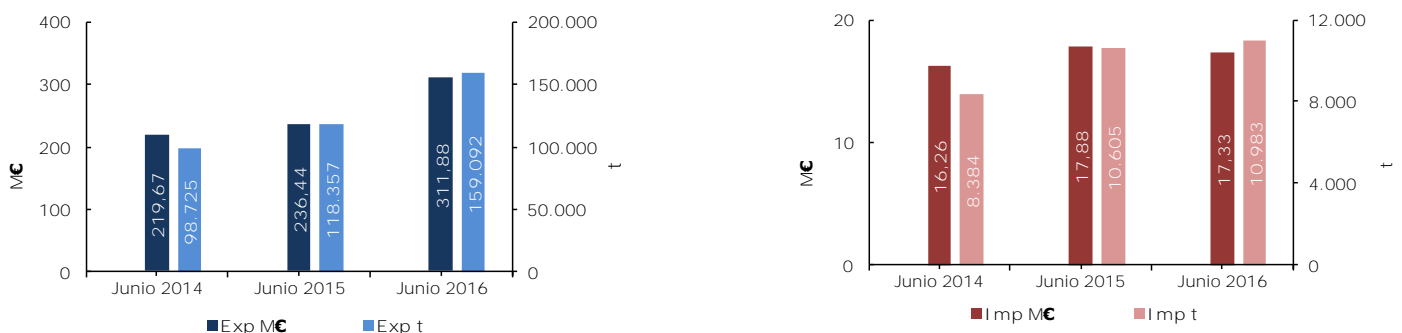 400
300
200
100
0
M€
219,67
98.725
236,44
118.357
311,88
159.092
200.000
150.000
100.000
50.000
0
t
Junio 2014
Junio 2015
Junio 2016
Exp M€
Exp t
20
10
0
M€
16,26
8.384
17,88
10.605
17,33
10.983
12.000
8.000
4.000
0
t
Junio 2014
Junio 2015
Junio 2016
Imp M€
Imp t